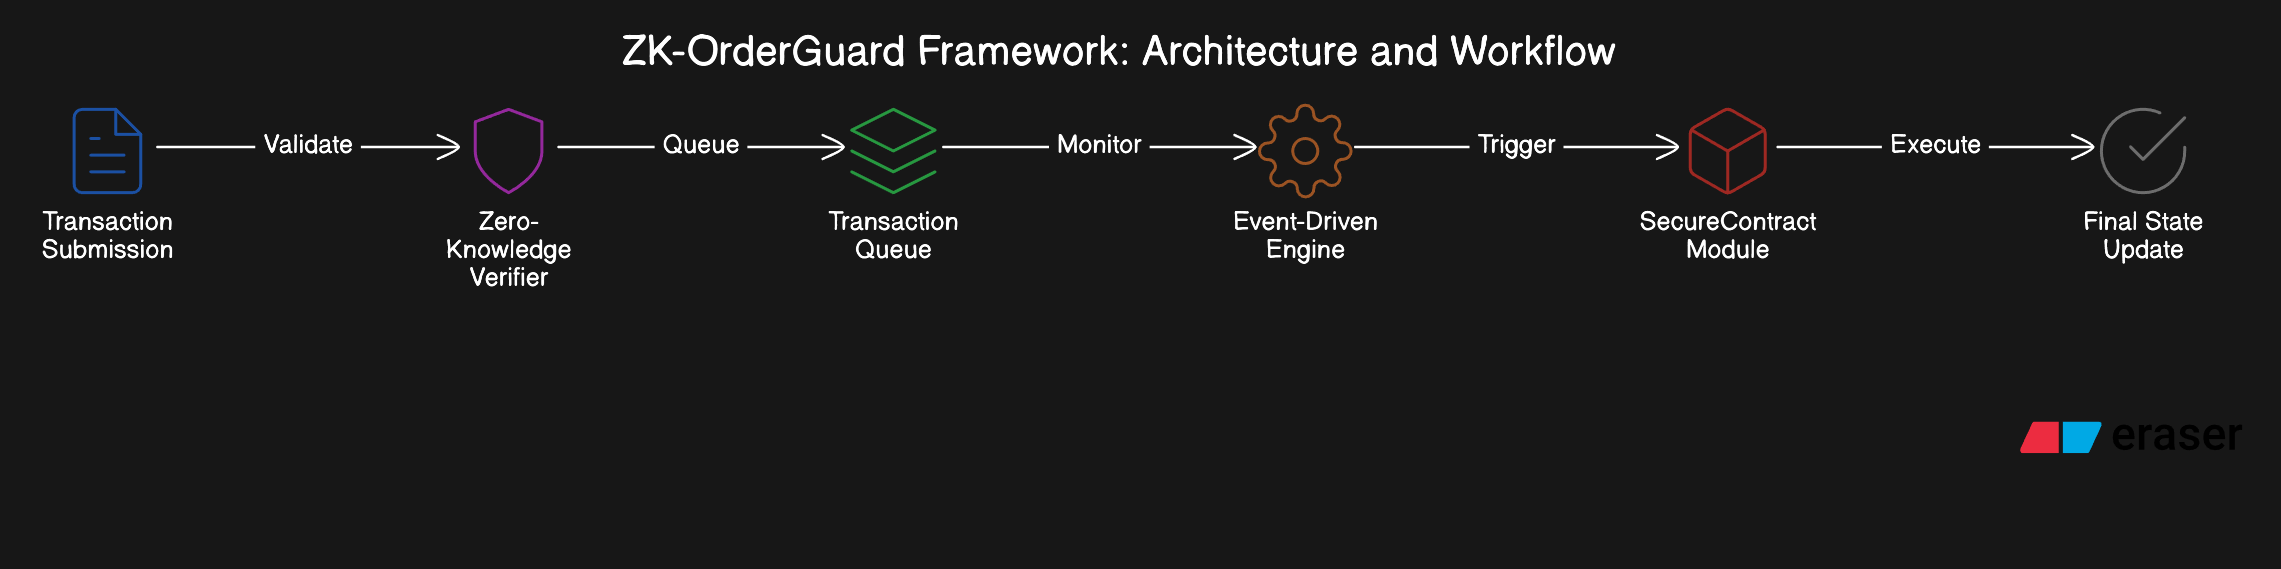 ZK-OrderGuard Framework: Architecture and Workflow
Validate
Queue
Monitor
Trigger
Execute
Transaction
Submission
Zero-
Knowledge
Verifier
Transaction
Queue
Event-Driven
Engine
SecureContract
Module
Final State
Update
eraser